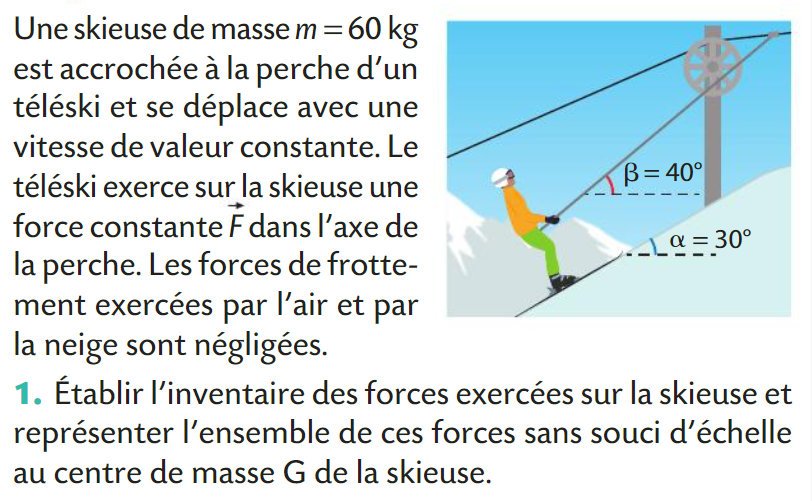 Une skieuse de masse m = 60 kg
est accrochée à la perche d'un
téléski et se déplace avec une
vitesse de valeur constante. Le
téléski exerce sur la skieuse une
force constante F⃗ dans l'axe de
la perche. Les forces de frotte-
ment exercées par l'air et par
la neige sont négligées.
β = 40°
α = 30°
1. Établir l'inventaire des forces exercées sur la skieuse et
représenter l'ensemble de ces forces sans souci d'échelle
au centre de masse G de la skieuse.